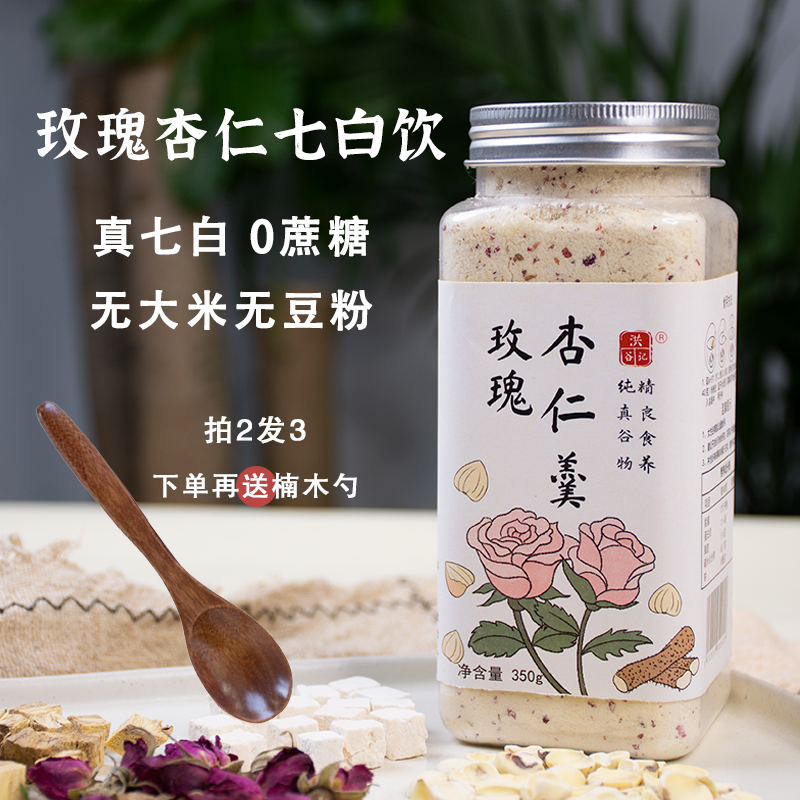 玫瑰杏仁七白饮
真七白 0蔗糖
无大米无豆粉
拍2发3
下单再送楠木勺
玫瑰
杏仁羹
洪谷记
®
精良食养
纯真谷物
净含量 350g